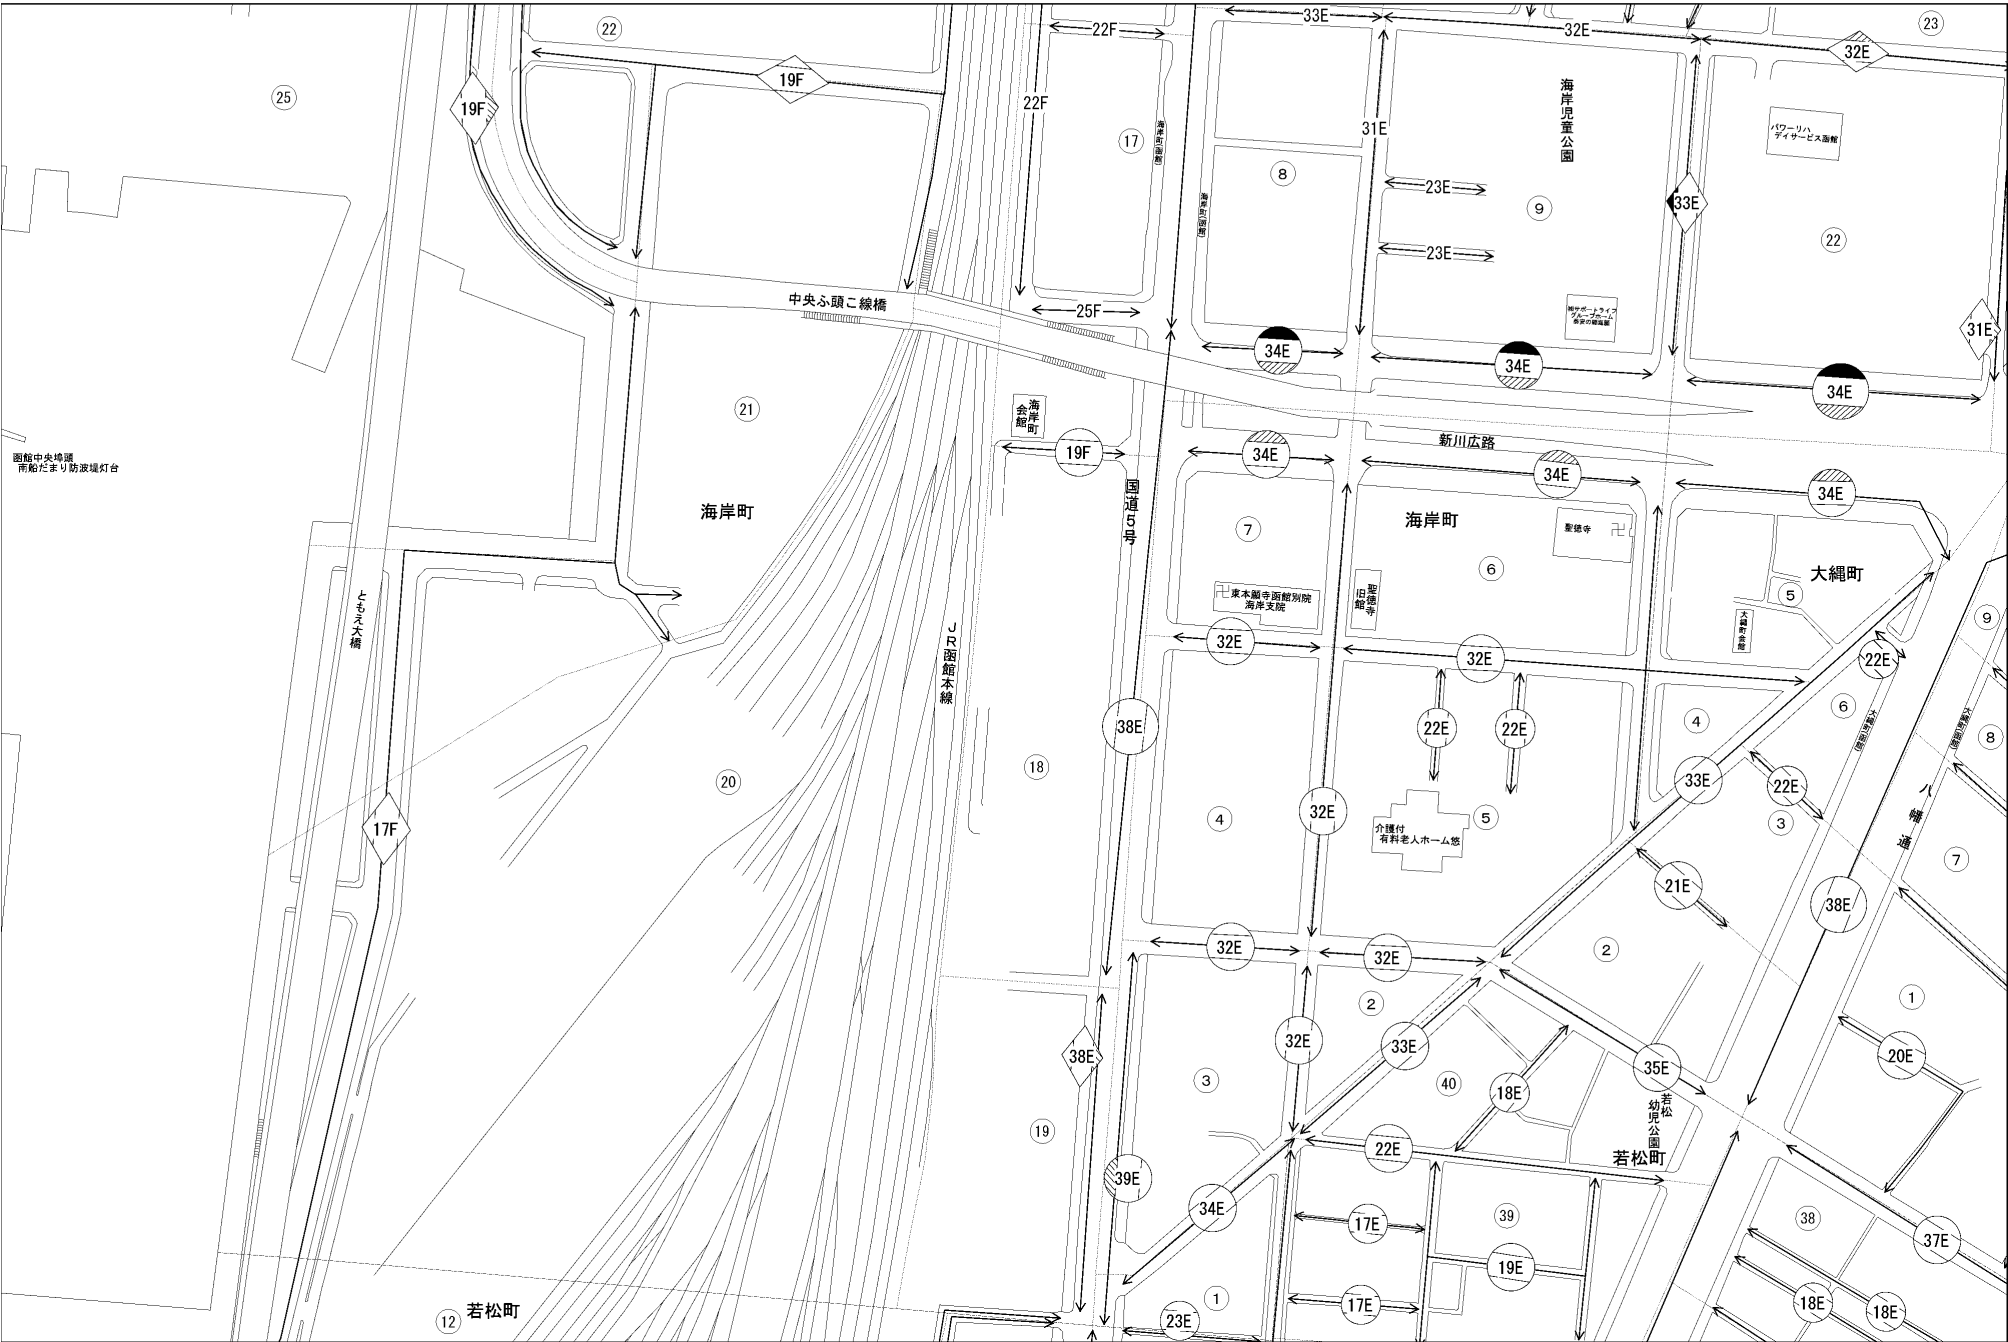 22
22F
33E
32E
23
32E
19F
19F
25
22F
17
海岸町(函館)
31E
8
海岸児童公園
パワーリハ
デイサービス函館
23E
9
33E
海岸町(函館)
22
23E
中央ふ頭こ線橋
25F
31E
34E
34E
34E
21
海岸町
会館
新川広路
19F
34E
34E
34E
函館中央埠頭
南船だまり防波堤灯台
国道5号
海岸町
海岸町
7
聖徳寺
6
大縄町
5
東本願寺函館別院
海岸支院
聖徳寺
旧館
大縄町会館
9
ともえ大橋
JR函館本線
32E
32E
22E
6
38E
22E
22E
4
大縄町(函館)
大縄町(函館)
8
20
18
33E
22E
17F
4
32E
5
介護付
有料老人ホーム悠
3
八幡通
7
21E
38E
32E
32E
2
2
1
32E
33E
38E
20E
3
40
18E
35E
若松
幼児公園
19
22E
若松町
39E
34E
17E
39
38
37E
19E
1
17E
18E
18E
若松町
12
23E